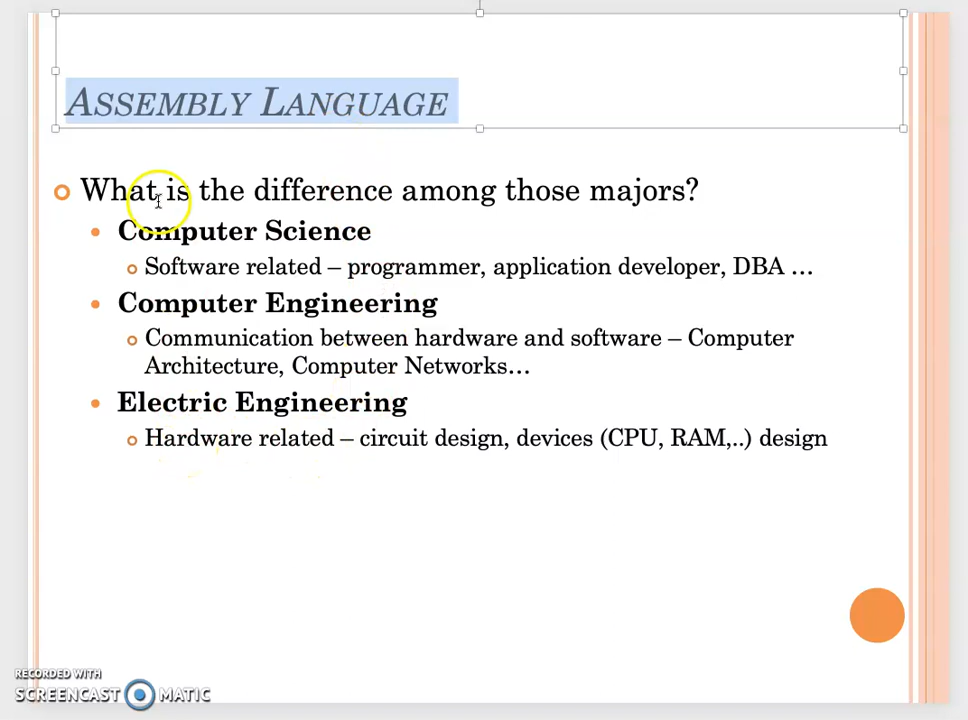 ASSEMBLY LANGUAGE
What is the difference among those majors?
Computer Science
Software related – programmer, application developer, DBA …
Computer Engineering
Communication between hardware and software – Computer
Architecture, Computer Networks…
Electric Engineering
Hardware related – circuit design, devices (CPU, RAM,..) design
RECORDED WITH
SCREENCAST MATIC